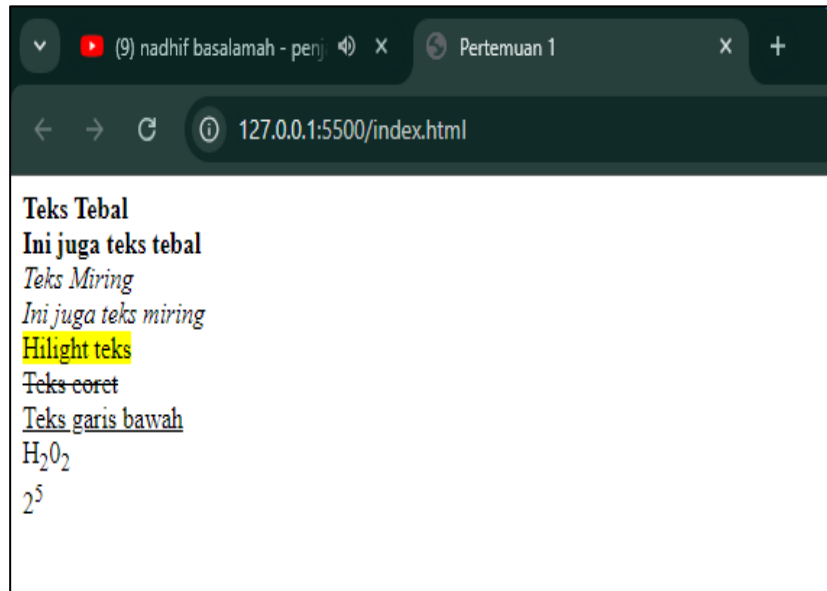 (9) nadhif basalamah - penj
Pertemuan 1
127.0.0.1:5500/index.html
Teks Tebal
Ini juga teks tebal
Teks Miring
Ini juga teks miring
Hilight teks
Teks coret
Teks garis bawah
H₂0₂
2⁵